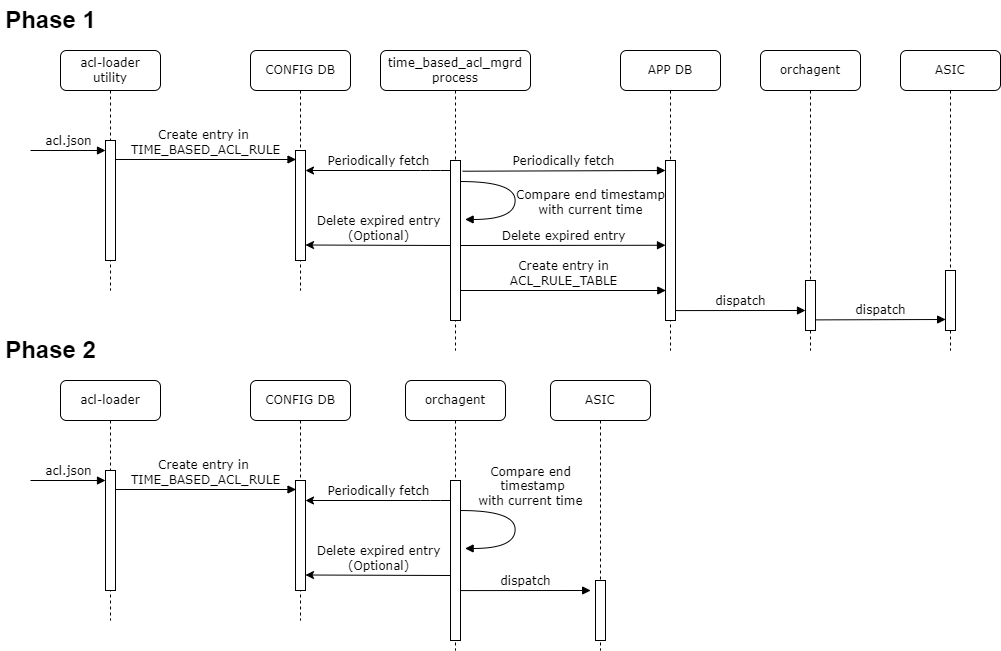 Phase 1
acl-loader
utility
CONFIG DB
time_based_acl_mgrd
process
APP DB
orchagent
ASIC
acl.json
Create entry in
TIME_BASED_ACL_RULE
Periodically fetch
Periodically fetch
Compare end timestamp
with current time
Delete expired entry
(Optional)
Delete expired entry
Create entry in
ACL_RULE_TABLE
dispatch
dispatch
Phase 2
acl-loader
CONFIG DB
orchagent
ASIC
acl.json
Create entry in
TIME_BASED_ACL_RULE
Periodically fetch
Compare end
timestamp
with current time
Delete expired entry
(Optional)
dispatch